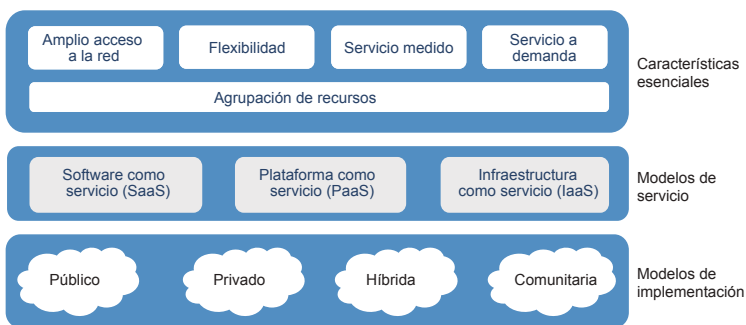 Amplio acceso
a la red
Flexibilidad
Servicio medido
Servicio a
demanda
Agrupación de recursos
Características
esenciales
Software como
servicio (SaaS)
Plataforma como
servicio (PaaS)
Infraestructura
como servicio (IaaS)
Modelos de
servicio
Público
Privado
Híbrida
Comunitaria
Modelos de
implementación